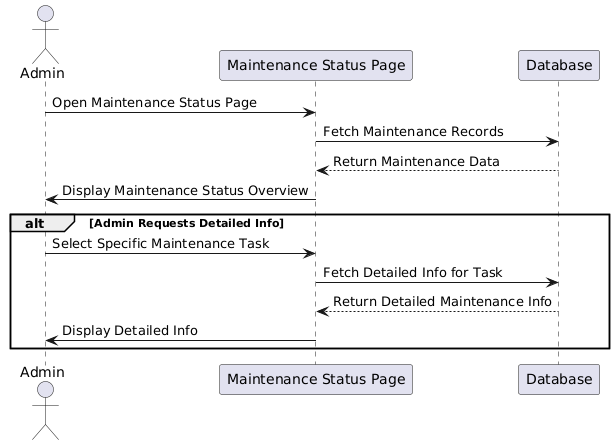 Admin
Maintenance Status Page
Database
Open Maintenance Status Page
Fetch Maintenance Records
Return Maintenance Data
Display Maintenance Status Overview
alt [Admin Requests Detailed Info]
Select Specific Maintenance Task
Fetch Detailed Info for Task
Return Detailed Maintenance Info
Display Detailed Info
Admin
Maintenance Status Page
Database